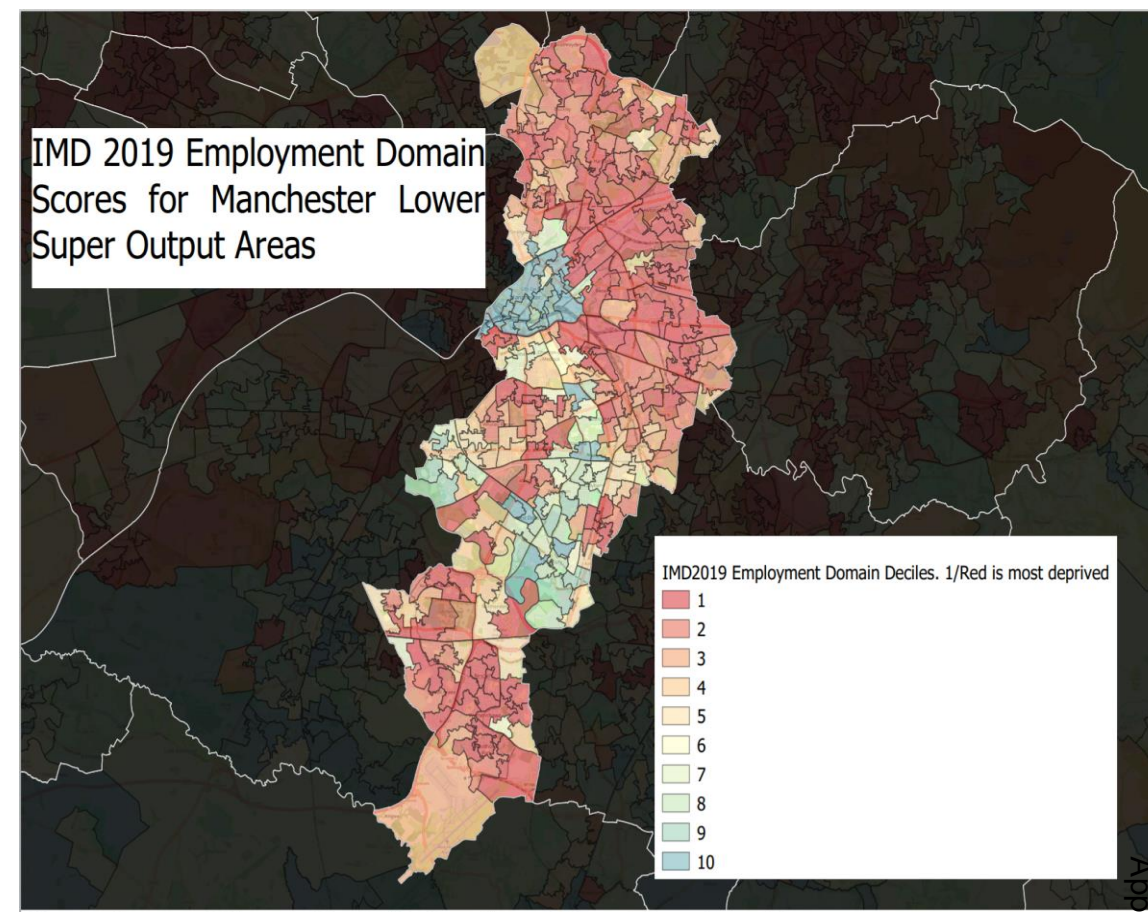 IMD 2019 Employment Domain
Scores for Manchester Lower
Super Output Areas
IMD2019 Employment Domain Deciles. 1/Red is most deprived
1
2
3
4
5
6
7
8
9
10
App